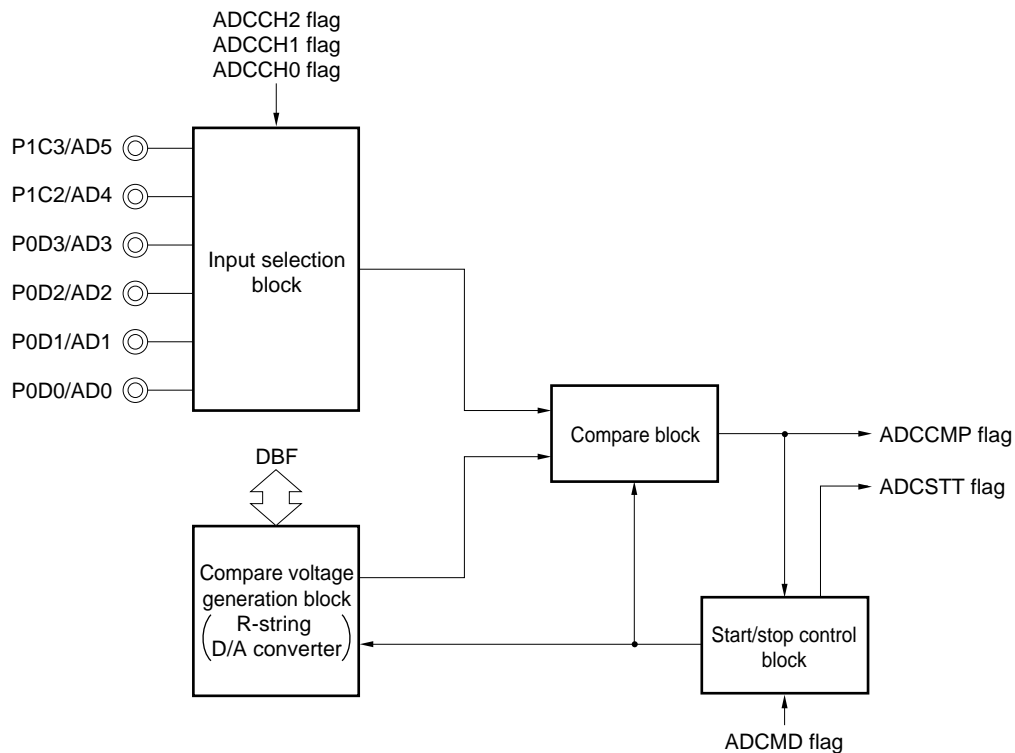 ADCCH2 flag
ADCCH1 flag
ADCCH0 flag
P1C3/AD5
P1C2/AD4
P0D3/AD3
P0D2/AD2
P0D1/AD1
P0D0/AD0
Input selection
block
Compare block
ADCCMP flag
ADCSTT flag
DBF
Compare voltage
generation block
R-string
D/A converter
Start/stop control
block
ADCMD flag